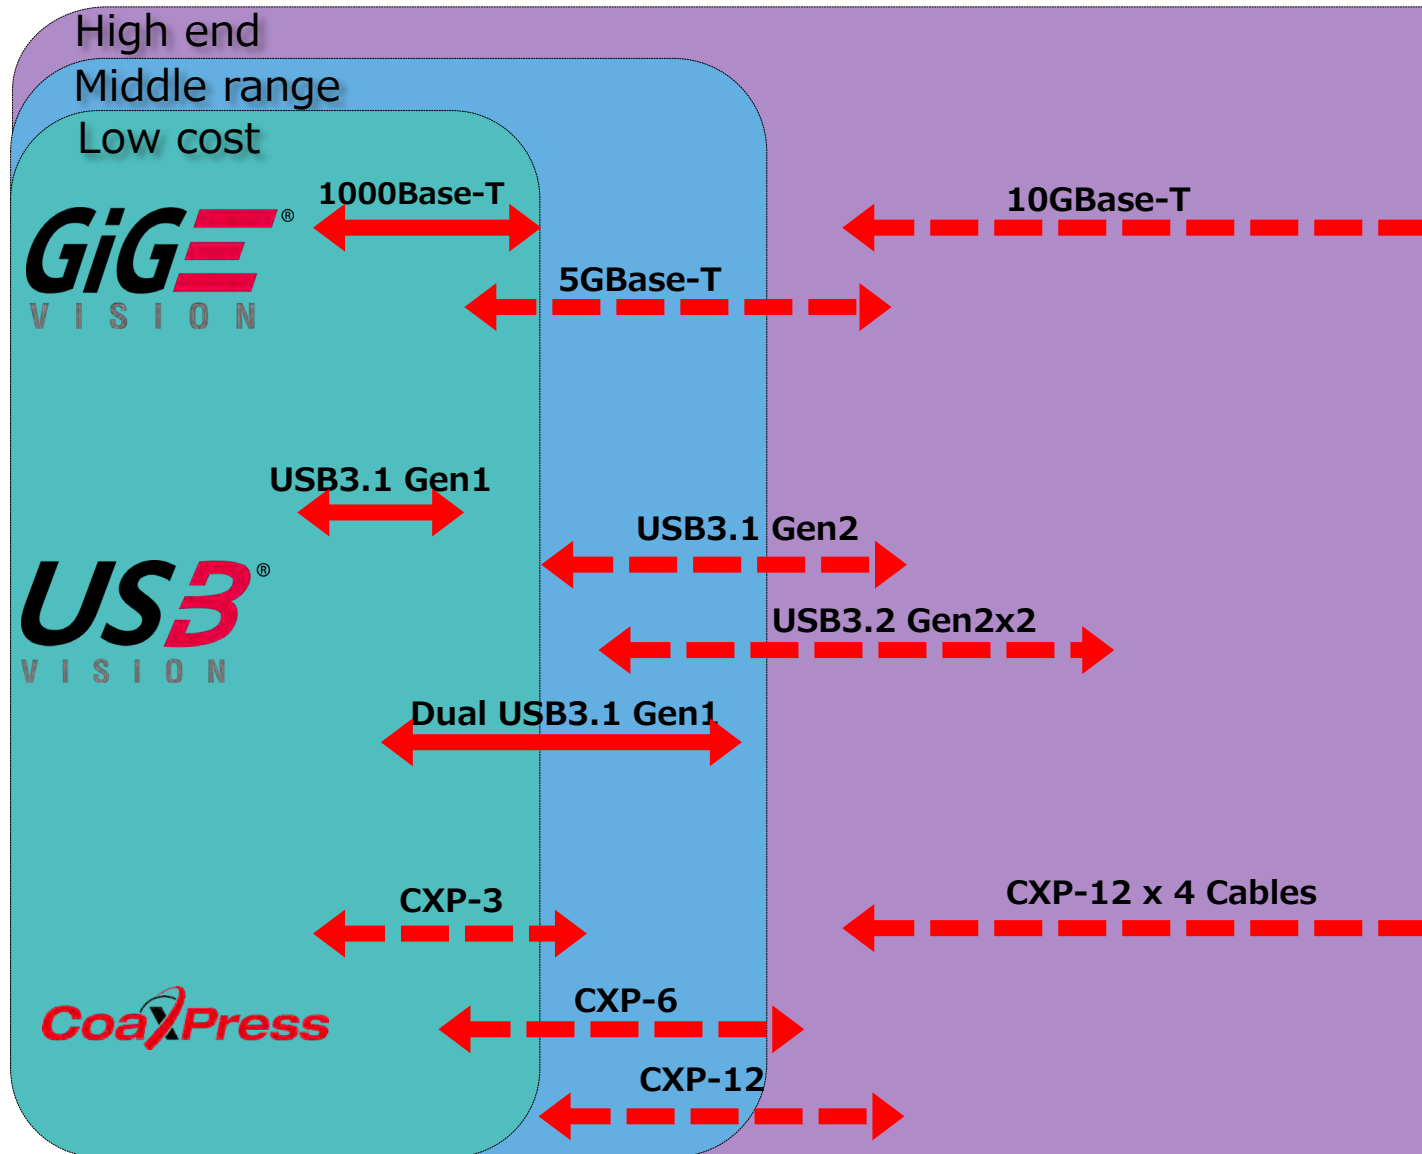 High end
Middle range
Low cost
1000Base-T
10GBase-T
GiGE®
VISION
5GBase-T
USB3.1 Gen1
USB3.1 Gen2
USB®
VISION
USB3.2 Gen2x2
Dual USB3.1 Gen1
CXP-3
CXP-12 x 4 Cables
CoaXPress
CXP-6
CXP-12